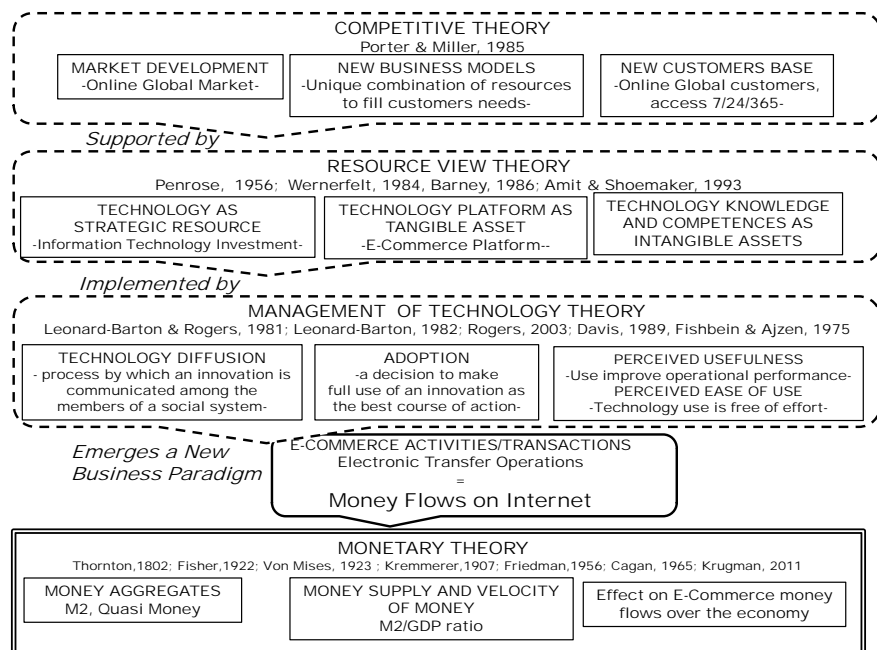 COMPETITIVE THEORY
Porter & Miller, 1985
MARKET DEVELOPMENT
-Online Global Market-
NEW BUSINESS MODELS
-Unique combination of resources
to fill customers needs-
NEW CUSTOMERS BASE
-Online Global customers,
access 7/24/365-
Supported by
RESOURCE VIEW THEORY
Penrose, 1956; Wernerfelt, 1984, Barney, 1986; Amit & Shoemaker, 1993
TECHNOLOGY AS
STRATEGIC RESOURCE
-Information Technology Investment-
TECHNOLOGY PLATFORM AS
TANGIBLE ASSET
-E-Commerce Platform--
TECHNOLOGY KNOWLEDGE
AND COMPETENCES AS
INTANGIBLE ASSETS
Implemented by
MANAGEMENT OF TECHNOLOGY THEORY
Leonard-Barton & Rogers, 1981; Leonard-Barton, 1982; Rogers, 2003; Davis, 1989, Fishbein & Ajzen, 1975
TECHNOLOGY DIFFUSION
- process by which an innovation is
communicated among the
members of a social system-
ADOPTION
-a decision to make
full use of an innovation as
the best course of action-
PERCEIVED USEFULNESS
-Use improve operational performance-
PERCEIVED EASE OF USE
-Technology use is free of effort-
Emerges a New
Business Paradigm
E-COMMERCE ACTIVITIES/TRANSACTIONS
Electronic Transfer Operations
=
Money Flows on Internet
MONETARY THEORY
Thornton,1802; Fisher,1922; Von Mises, 1923 ; Kremmerer,1907; Friedman,1956; Cagan, 1965; Krugman, 2011
MONEY AGGREGATES
M2, Quasi Money
MONEY SUPPLY AND VELOCITY
OF MONEY
M2/GDP ratio
Effect on E-Commerce money
flows over the economy